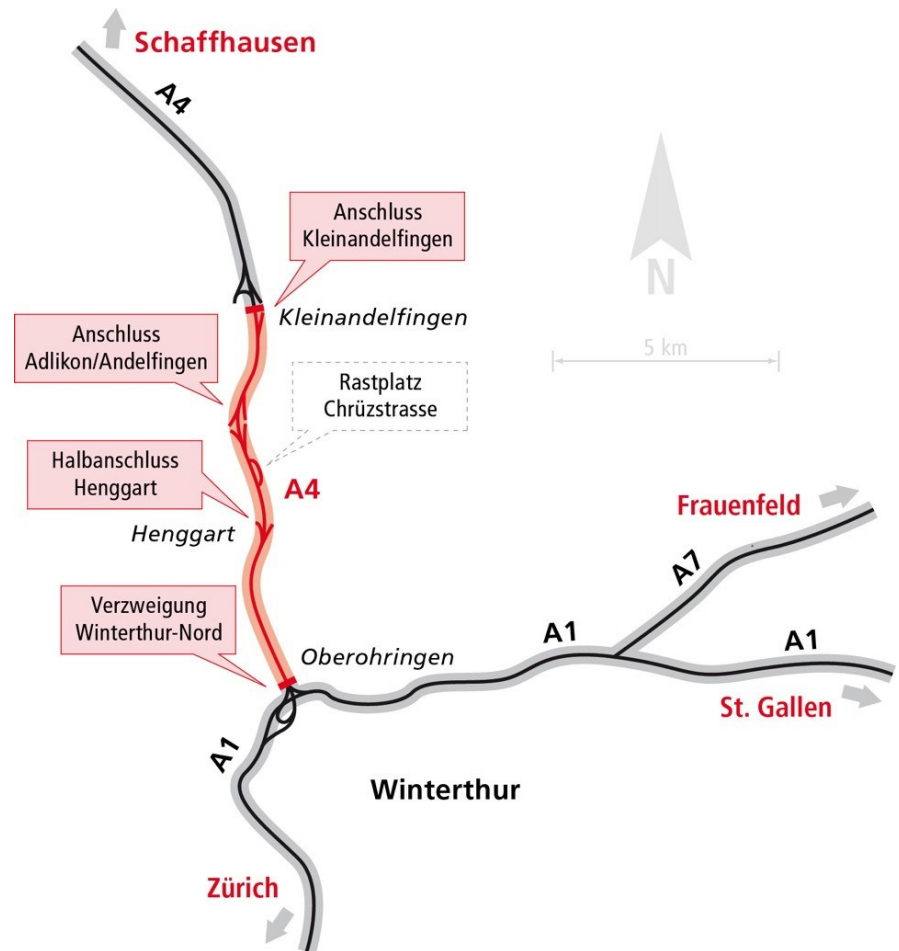 Schaffhausen
A4
Anschluss
Kleinandelfingen
N
Kleinandelfingen
Anschluss
Adlikon/Andelfingen
5 km
Rastplatz
Chrüzstrasse
Halbanschluss
Henggart
A4
Henggart
Frauenfeld
A7
Verzweigung
Winterthur-Nord
Oberohringen
A1
A1
St. Gallen
A1
Winterthur
Zürich